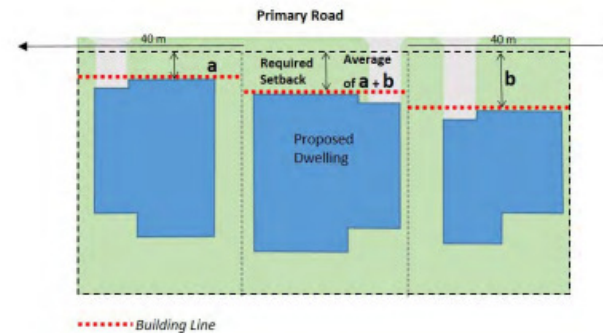 Primary Road
40 m
40 m
a
Required
Setback
Average
of a + b
b
Proposed
Dwelling
Building Line